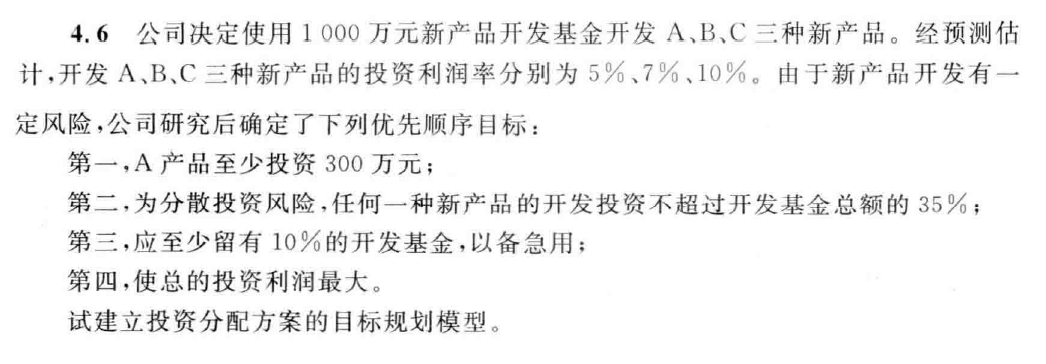 4.6 公司决定使用 1 000 万元新产品开发基金开发 A、B、C 三种新产品。经预测估
计,开发 A、B、C 三种新产品的投资利润率分别为 5%、7%、10%。由于新产品开发有一
定风险,公司研究后确定了下列优先顺序目标:
第一,A 产品至少投资 300 万元;
第二,为分散投资风险,任何一种新产品的开发投资不超过开发基金总额的 35%;
第三,应至少留有 10%的开发基金,以备急用;
第四,使总的投资利润最大。
试建立投资分配方案的目标规划模型。